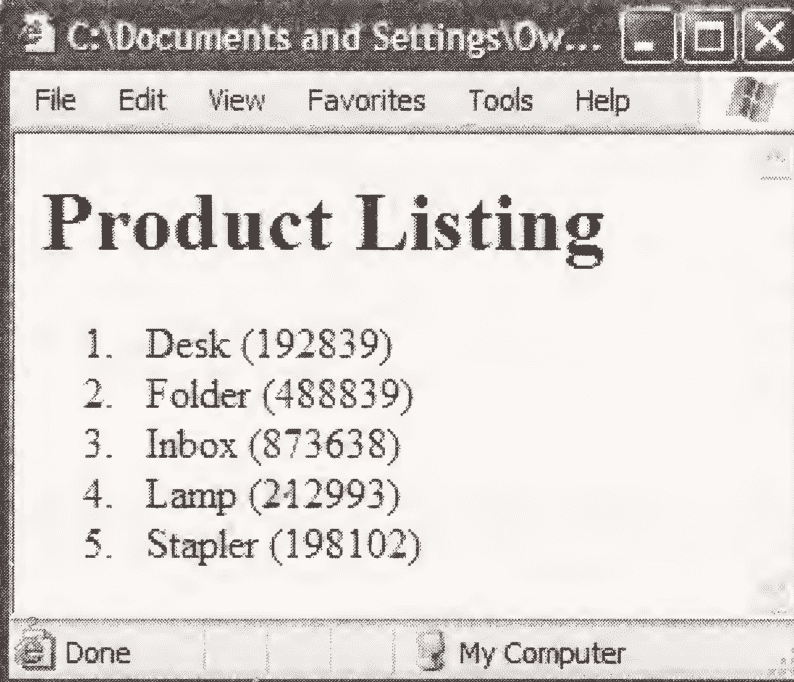 C:\Documents and Settings\Ow...
File Edit View Favorites Tools Help
Product Listing
1. Desk (192839)
2. Folder (488839)
3. Inbox (873638)
4. Lamp (212993)
5. Stapler (198102)
Done My Computer